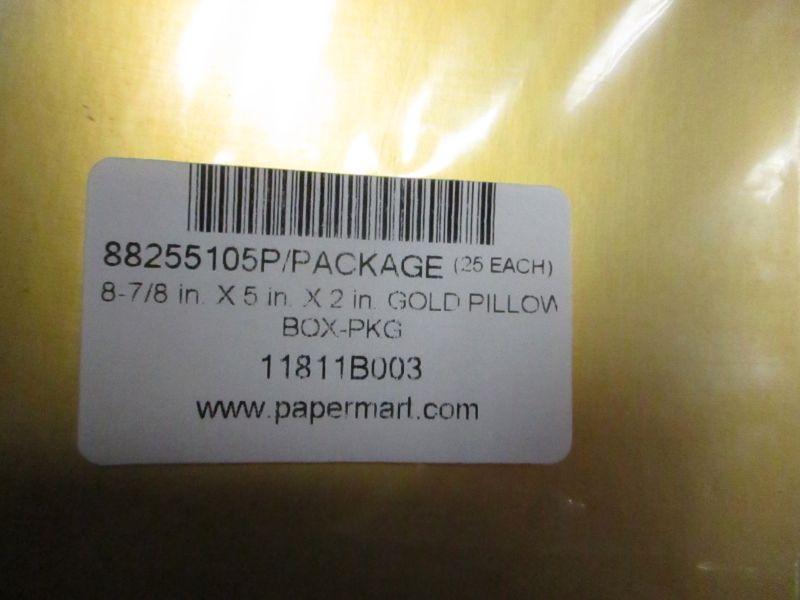 88255105P/PACKAGE (25 EACH)
8-7/8 in. X 5 in. X 2 in. GOLD PILLOW
BOX-PKG
11811B003
www.papermart.com